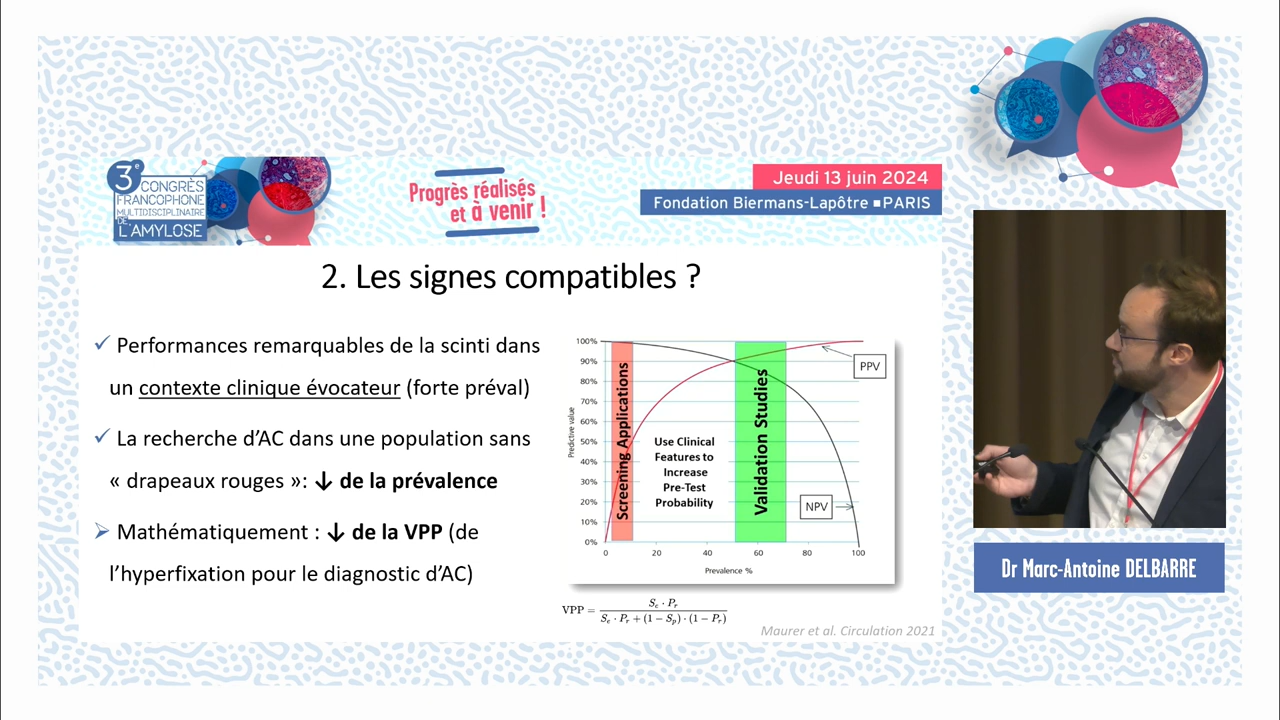 3e
CONGRÈS
FRANCOPHONE
MULTIDISCIPLINAIRE
DE
L'AMYLOSE
Progrès réalisés
et à venir !
Jeudi 13 juin 2024
Fondation Biermans-Lapôtre ■ PARIS
2. Les signes compatibles ?
✓ Performances remarquables de la scinti dans
un contexte clinique évocateur (forte préval)
✓ La recherche d'AC dans une population sans
« drapeaux rouges »: ↓ de la prévalence
➢ Mathématiquement : ↓ de la VPP (de
l'hyperfixation pour le diagnostic d'AC)
100%
90%
80%
70%
60%
50%
40%
30%
20%
10%
0%
Predictive value
Screening Applications
Use Clinical
Features to
Increase
Pre-Test
Probability
Validation Studies
PPV
NPV
0 20 40 60 80 100
Prevalence %
VPP = Se · Pr / (Se · Pr + (1 − Sp) · (1 − Pr))
Maurer et al. Circulation 2021
Dr Marc-Antoine DELBARRE